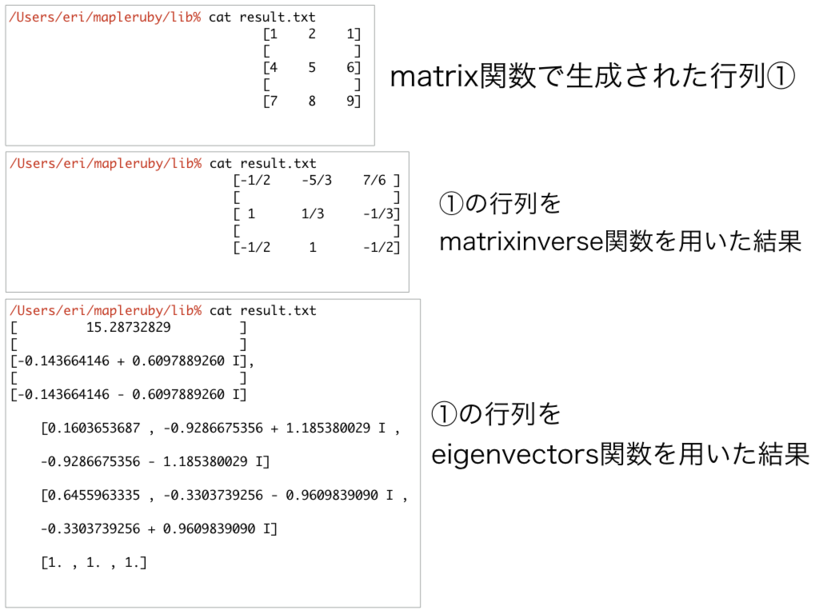 /Users/eri/mapleruby/lib% cat result.txt
[1 2 1]
[ ]
[4 5 6]
[ ]
[7 8 9]
matrix関数で生成された行列①
/Users/eri/mapleruby/lib% cat result.txt
[-1/2 -5/3 7/6 ]
[ ]
[ 1 1/3 -1/3]
[ ]
[-1/2 1 -1/2]
①の行列を
matrixinverse関数を用いた結果
/Users/eri/mapleruby/lib% cat result.txt
[ 15.28732829 ]
[ ]
[-0.143664146 + 0.6097889260 I],
[ ]
[-0.143664146 - 0.6097889260 I]
[0.1603653687 , -0.9286675356 + 1.185380029 I ,
-0.9286675356 - 1.185380029 I]
[0.6455963335 , -0.3303739256 - 0.9609839090 I ,
-0.3303739256 + 0.9609839090 I]
[1. , 1. , 1.]
①の行列を
eigenvectors関数を用いた結果